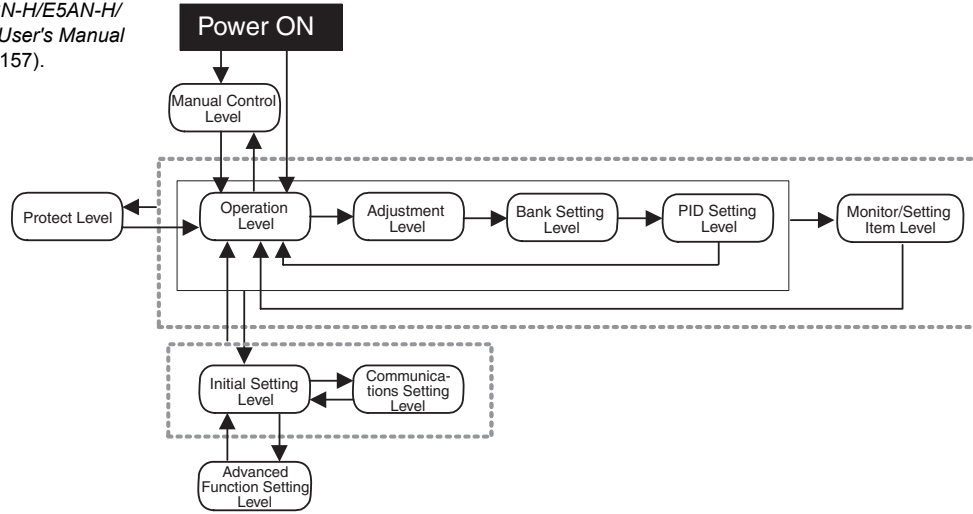 N-H/E5AN-H/
User's Manual
157).
Power ON
Manual Control
Level
Protect Level
Operation
Level
Adjustment
Level
Bank Setting
Level
PID Setting
Level
Monitor/Setting
Item Level
Initial Setting
Level
Communica-
tions Setting
Level
Advanced
Function Setting
Level